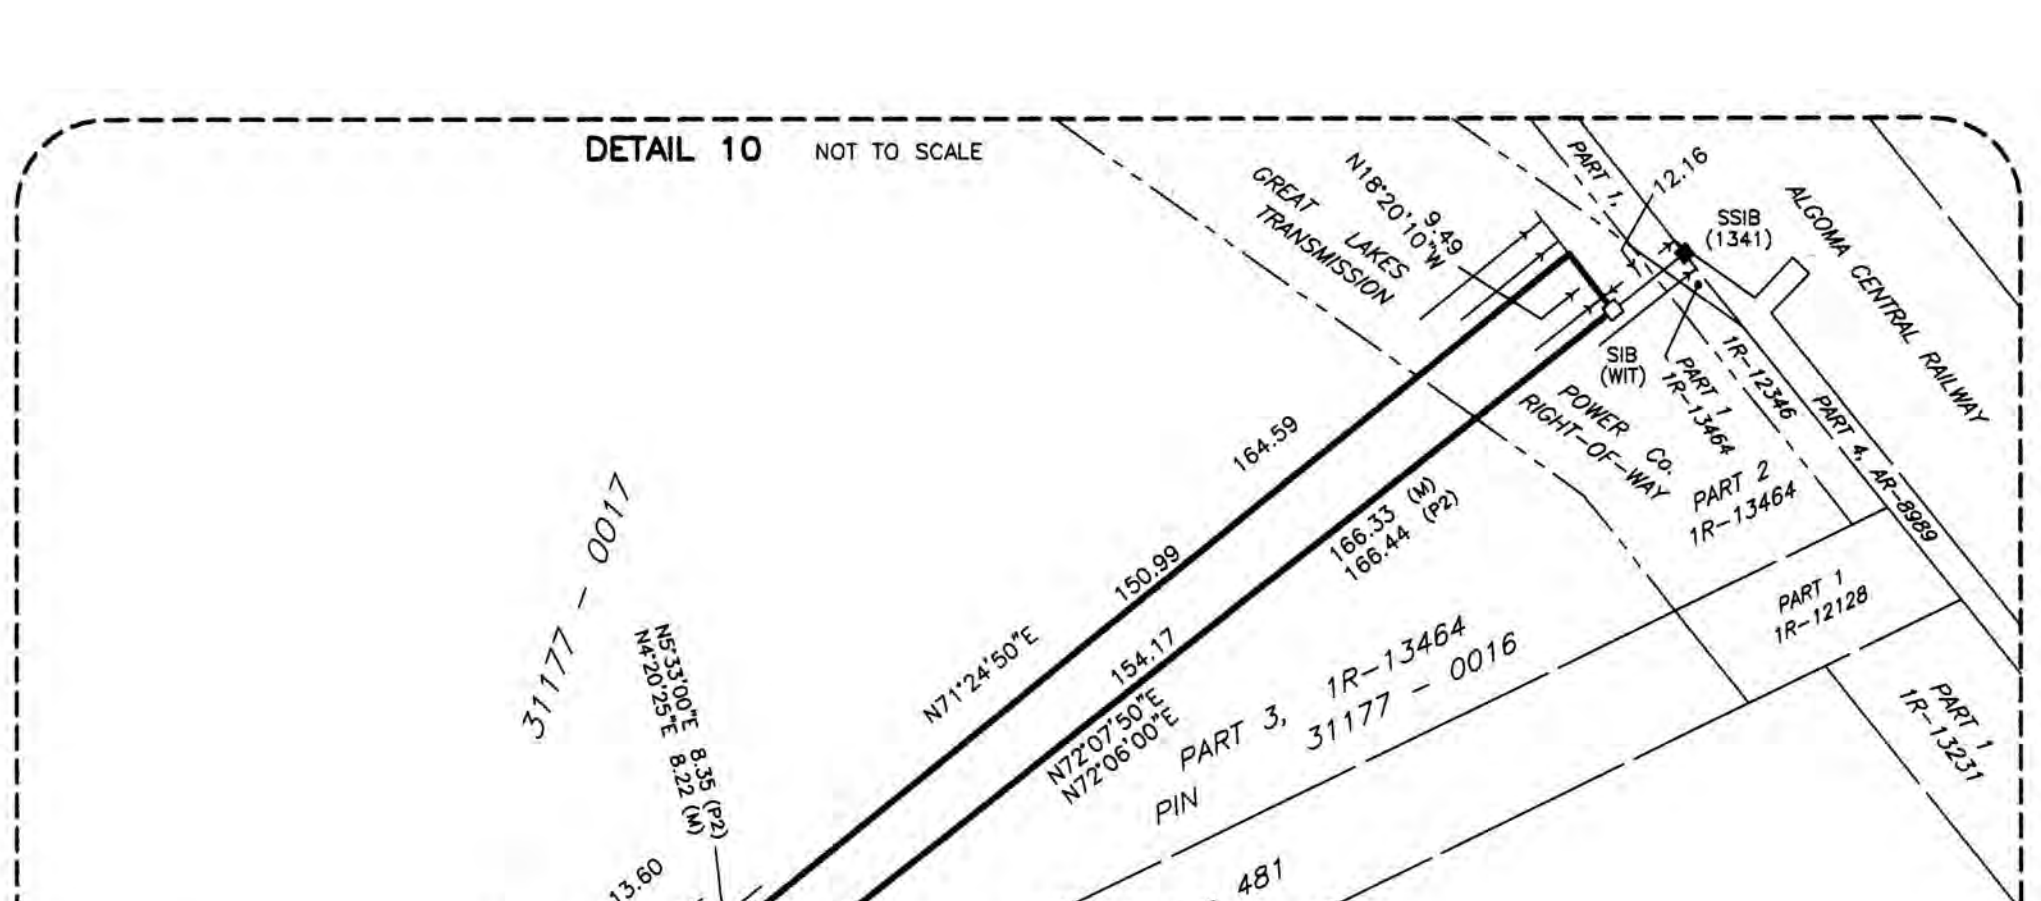 DETAIL 10 NOT TO SCALE
N18°20'10"W
9.49
GREAT LAKES
TRANSMISSION
PART 1,
12.16
SSIB
(1341)
ALGOMA CENTRAL RAILWAY
SIB
(WIT)
PART 1
1R-13464
1R-12346
PART 4, AR-8989
POWER Co.
RIGHT-OF-WAY
PART 2
1R-13464
164.59
166.33 (M)
166.44 (P2)
31177 - 0017
150.99
PART 1
1R-12128
N5°33'00"E 8.35 (P2)
N4°20'25"E 8.22 (M)
N71°24'50"E
154.17
N72°07'50"E
N72°06'00"E
PART 3, 1R-13464
PIN 31177 - 0016
PART 1
1R-13231
13.60
481